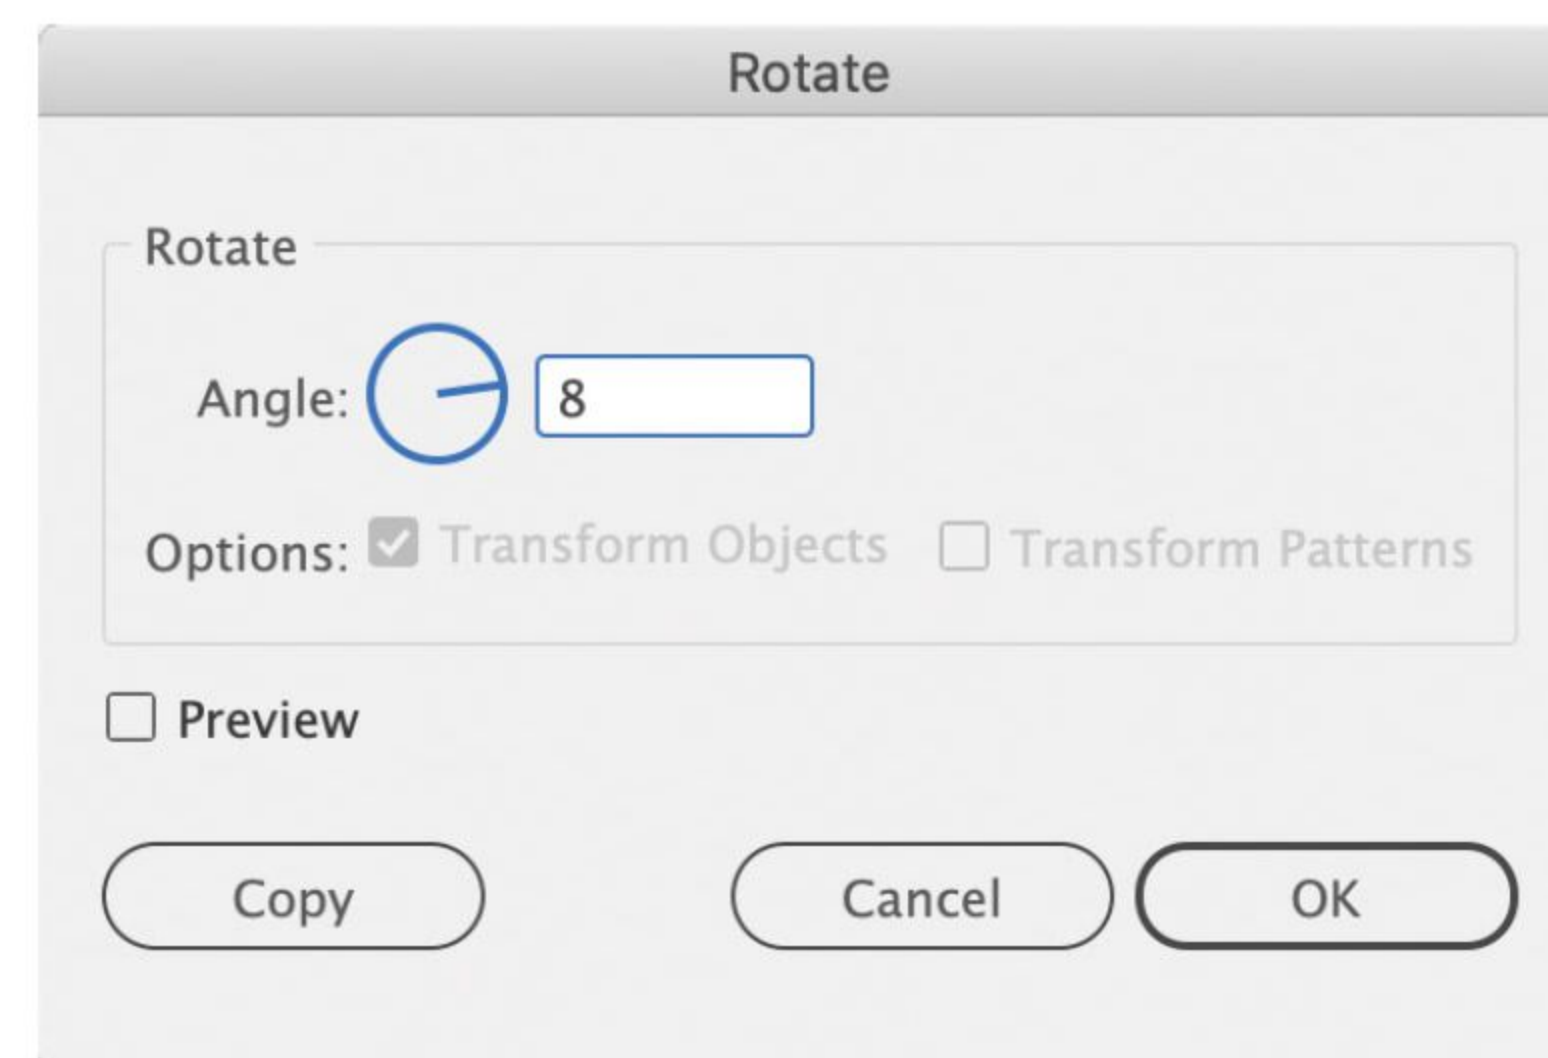 Rotate
Rotate
Angle: 8
Options: Transform Objects Transform Patterns
Preview
Copy Cancel OK